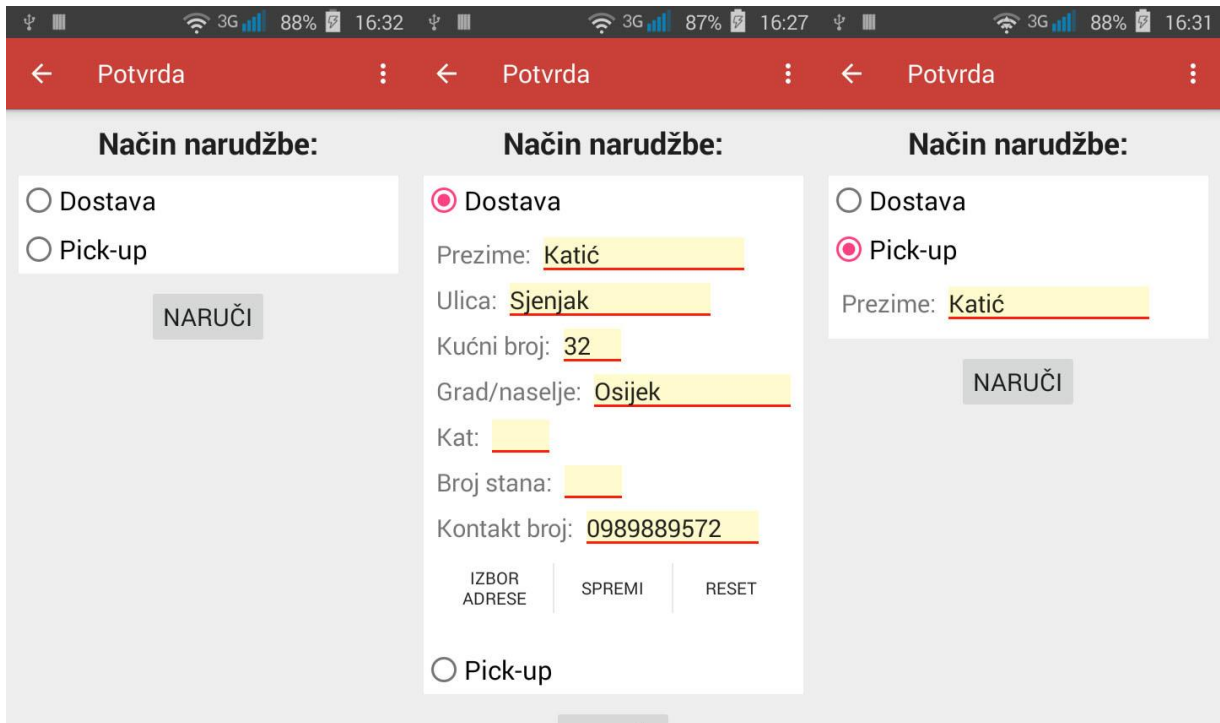 3G 88% 16:32
Potvrda
Način narudžbe:
Dostava
Pick-up
NARUČI
3G 87% 16:27
Potvrda
Način narudžbe:
Dostava
Prezime: Katić
Ulica: Sjenjak
Kućni broj: 32
Grad/naselje: Osijek
Kat:
Broj stana:
Kontakt broj: 0989889572
IZBOR
ADRESE
SPREMI
RESET
Pick-up
3G 88% 16:31
Potvrda
Način narudžbe:
Dostava
Pick-up
Prezime: Katić
NARUČI